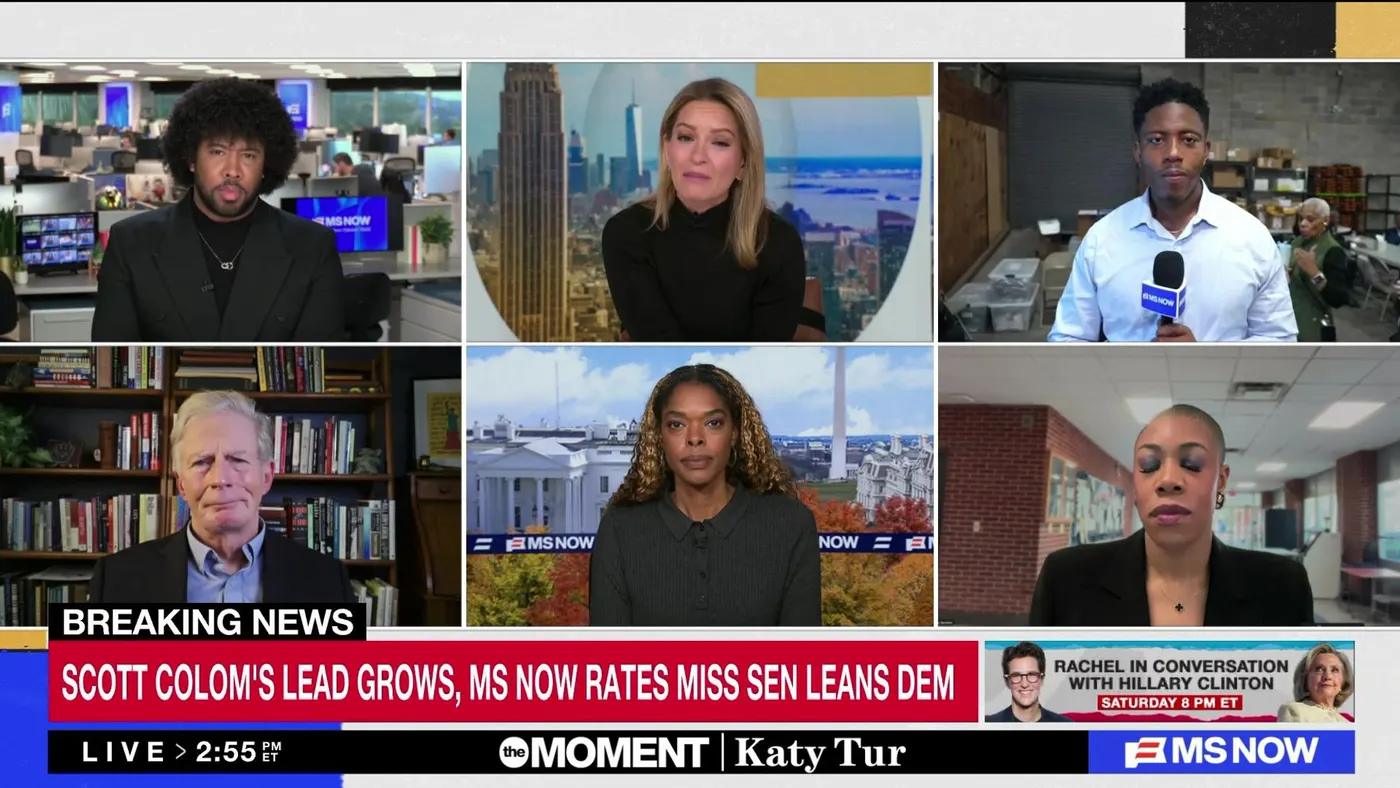 MS NOW
MS NOW
MS NOW
NOW
BREAKING NEWS
SCOTT COLOM'S LEAD GROWS, MS NOW RATES MISS SEN LEANS DEM
RACHEL IN CONVERSATION
WITH HILLARY CLINTON
SATURDAY 8 PM ET
LIVE > 2:55 PM ET
the MOMENT | Katy Tur
MS NOW